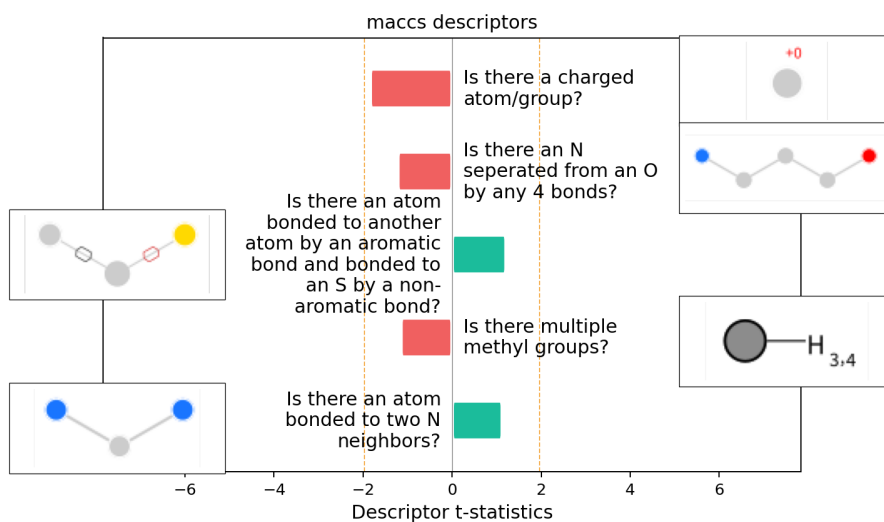 maccs descriptors
Is there a charged
atom/group?
+0
Is there an N
seperated from an O
by any 4 bonds?
Is there an atom
bonded to another
atom by an aromatic
bond and bonded to
an S by a non-
aromatic bond?
Is there multiple
methyl groups?
H 3,4
Is there an atom
bonded to two N
neighbors?
−6 −4 −2 0 2 4 6
Descriptor t-statistics